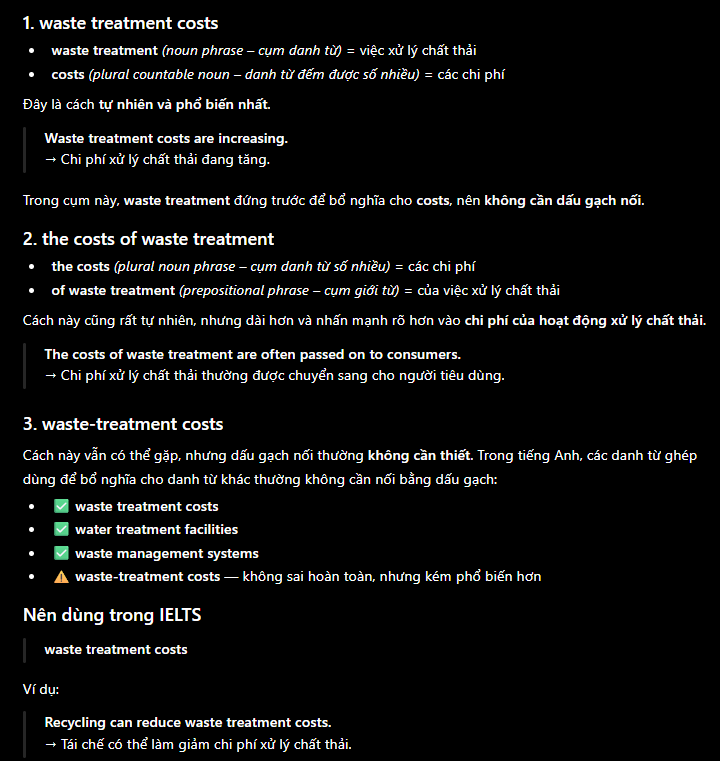 1. waste treatment costs
• waste treatment (noun phrase – cụm danh từ) = việc xử lý chất thải
• costs (plural countable noun – danh từ đếm được số nhiều) = các chi phí
Đây là cách tự nhiên và phổ biến nhất.
Waste treatment costs are increasing.
→ Chi phí xử lý chất thải đang tăng.
Trong cụm này, waste treatment đứng trước để bổ nghĩa cho costs, nên không cần dấu gạch nối.
2. the costs of waste treatment
• the costs (plural noun phrase – cụm danh từ số nhiều) = các chi phí
• of waste treatment (prepositional phrase – cụm giới từ) = của việc xử lý chất thải
Cách này cũng rất tự nhiên, nhưng dài hơn và nhấn mạnh rõ hơn vào chi phí của hoạt động xử lý chất thải.
The costs of waste treatment are often passed on to consumers.
→ Chi phí xử lý chất thải thường được chuyển sang cho người tiêu dùng.
3. waste-treatment costs
Cách này vẫn có thể gặp, nhưng dấu gạch nối thường không cần thiết. Trong tiếng Anh, các danh từ ghép
dùng để bổ nghĩa cho danh từ khác thường không cần nối bằng dấu gạch:
• ✅ waste treatment costs
• ✅ water treatment facilities
• ✅ waste management systems
• ⚠️ waste-treatment costs — không sai hoàn toàn, nhưng kém phổ biến hơn
Nên dùng trong IELTS
waste treatment costs
Ví dụ:
Recycling can reduce waste treatment costs.
→ Tái chế có thể làm giảm chi phí xử lý chất thải.